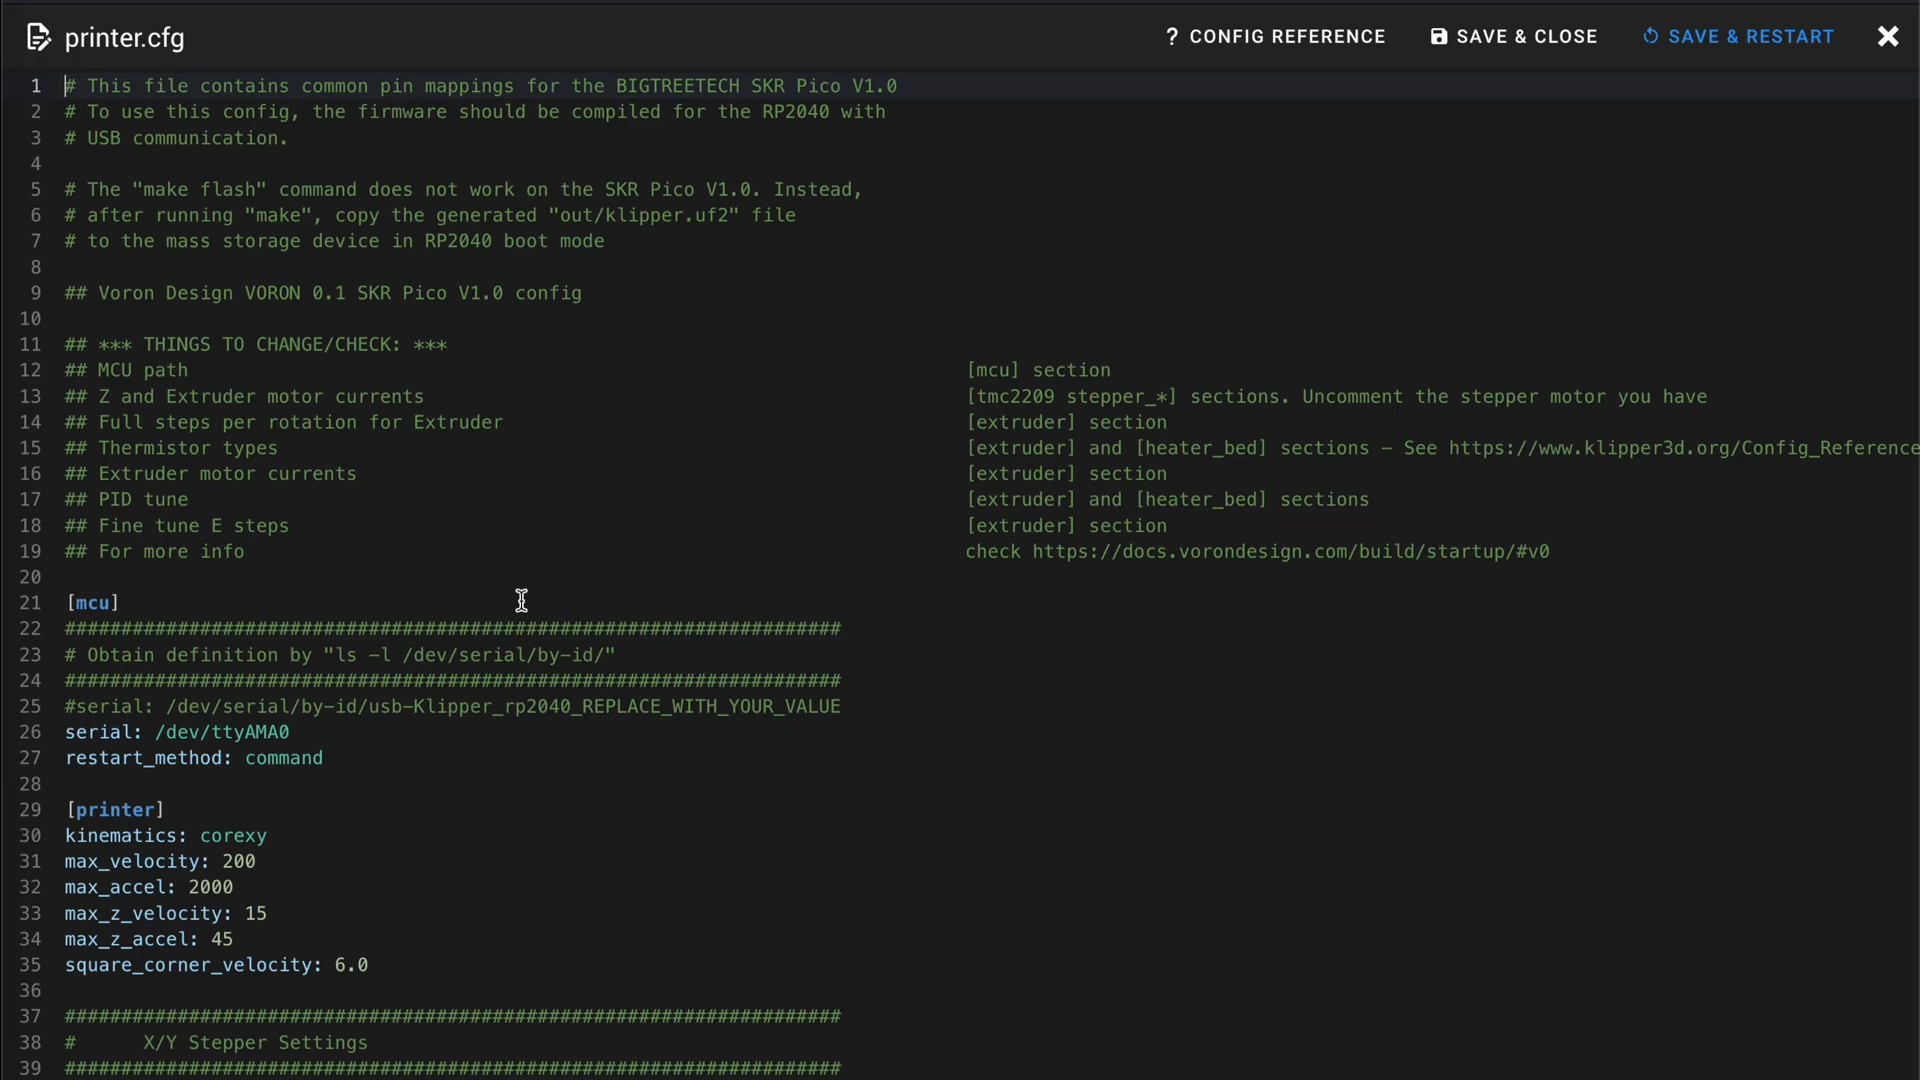 printer.cfg
? CONFIG REFERENCE
SAVE & CLOSE
SAVE & RESTART
1 # This file contains common pin mappings for the BIGTREETECH SKR Pico V1.0
2 # To use this config, the firmware should be compiled for the RP2040 with
3 # USB communication.
4
5 # The "make flash" command does not work on the SKR Pico V1.0. Instead,
6 # after running "make", copy the generated "out/klipper.uf2" file
7 # to the mass storage device in RP2040 boot mode
8
9 ## Voron Design VORON 0.1 SKR Pico V1.0 config
10
11 ## *** THINGS TO CHANGE/CHECK: ***
12 ## MCU path [mcu] section
13 ## Z and Extruder motor currents [tmc2209 stepper_*] sections. Uncomment the stepper motor you have
14 ## Full steps per rotation for Extruder [extruder] section
15 ## Thermistor types [extruder] and [heater_bed] sections - See https://www.klipper3d.org/Config_Reference
16 ## Extruder motor currents [extruder] section
17 ## PID tune [extruder] and [heater_bed] sections
18 ## Fine tune E steps [extruder] section
19 ## For more info check https://docs.vorondesign.com/build/startup/#v0
20
21 [mcu]
22 #####################################################################
23 # Obtain definition by "ls -l /dev/serial/by-id/"
24 #####################################################################
25 #serial: /dev/serial/by-id/usb-Klipper_rp2040_REPLACE_WITH_YOUR_VALUE
26 serial: /dev/ttyAMA0
27 restart_method: command
28
29 [printer]
30 kinematics: corexy
31 max_velocity: 200
32 max_accel: 2000
33 max_z_velocity: 15
34 max_z_accel: 45
35 square_corner_velocity: 6.0
36
37 #####################################################################
38 # X/Y Stepper Settings
39 #####################################################################